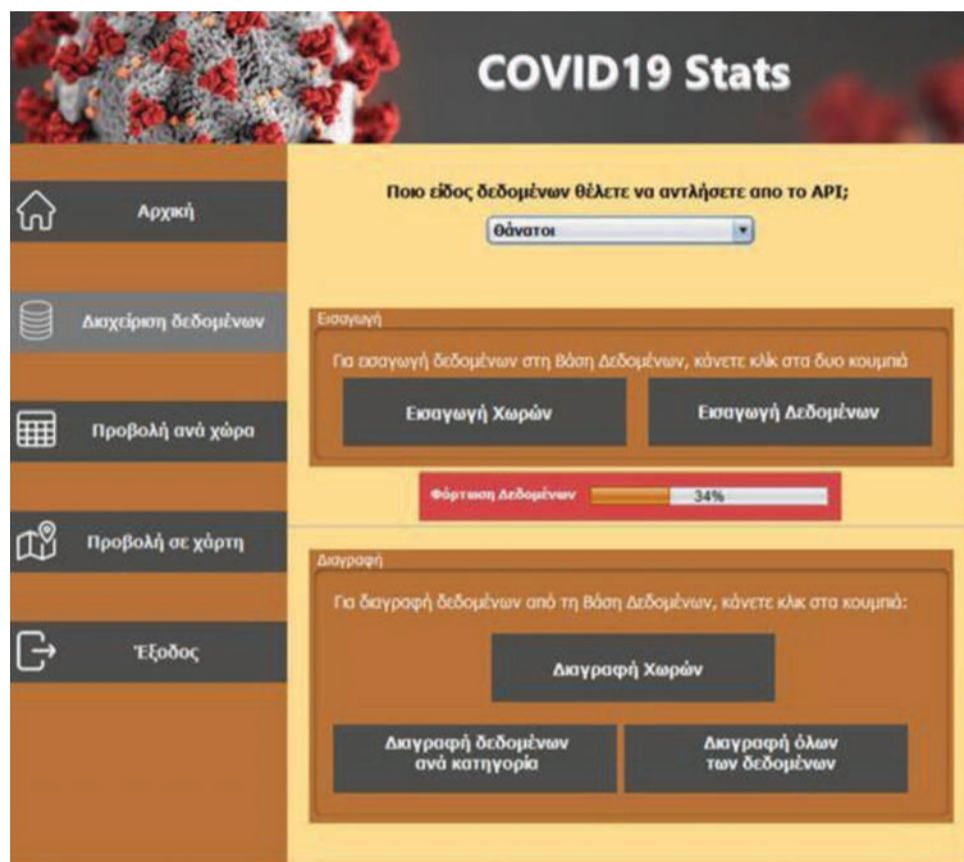 COVID19 Stats
Αρχική
Διαχείριση δεδομένων
Προβολή ανά χώρα
Προβολή σε χάρτη
Έξοδος
Ποιο είδος δεδομένων θέλετε να αντλήσετε απο το API;
Θάνατοι
Εισαγωγή
Για εισαγωγή δεδομένων στη Βάση Δεδομένων, κάνετε κλίκ στα δυο κουμπιά
Εισαγωγή Χωρών
Εισαγωγή Δεδομένων
Φόρτωση Δεδομένων 34%
Διαγραφή
Για διαγραφή δεδομένων από τη Βάση Δεδομένων, κάνετε κλικ στα κουμπιά:
Διαγραφή Χωρών
Διαγραφή δεδομένων
ανά κατηγορία
Διαγραφή όλων
των δεδομένων